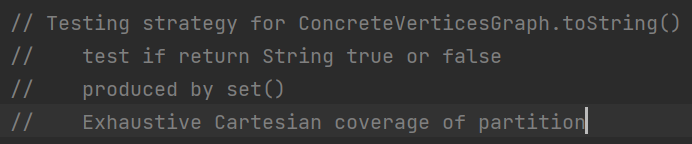 // Testing strategy for ConcreteVerticesGraph.toString()
//    test if return String true or false
//    produced by set()
//    Exhaustive Cartesian coverage of partition